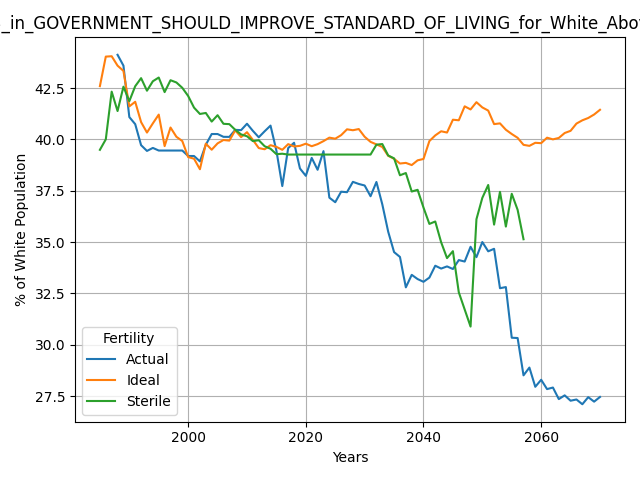 _in_GOVERNMENT_SHOULD_IMPROVE_STANDARD_OF_LIVING_for_White_Abo
% of White Population
42.5
40.0
37.5
35.0
32.5
30.0
27.5
Fertility
Actual
Ideal
Sterile
2000 2020 2040 2060
Years